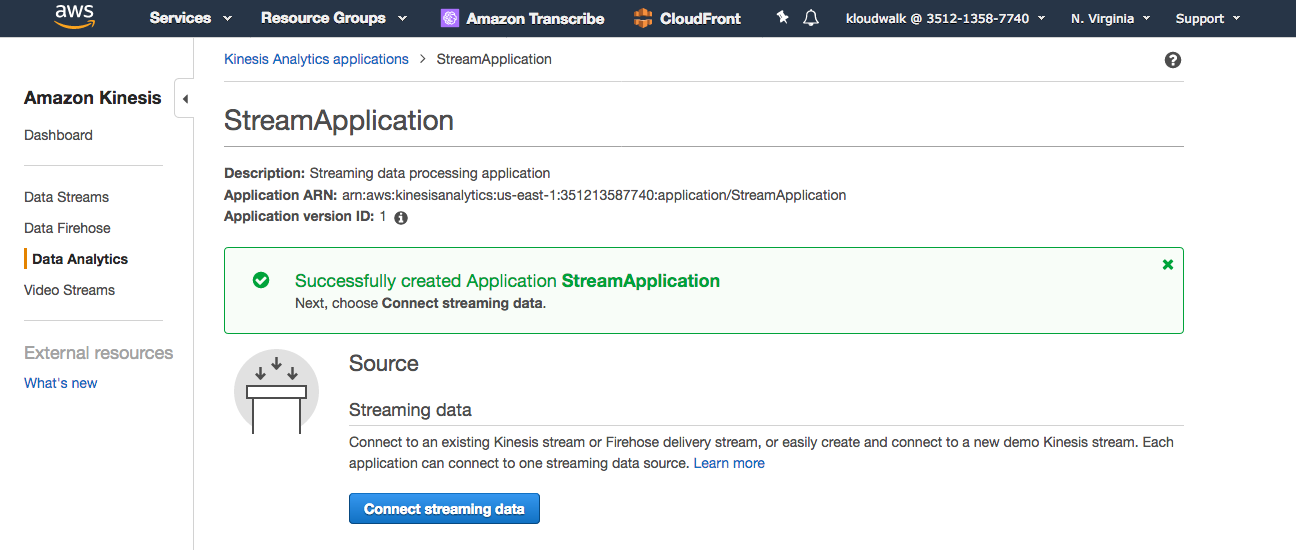 aws Services Resource Groups Amazon Transcribe CloudFront kloudwalk @ 3512-1358-7740 N. Virginia Support
Kinesis Analytics applications > StreamApplication
Amazon Kinesis
Dashboard
Data Streams
Data Firehose
Data Analytics
Video Streams
External resources
What's new
StreamApplication
Description: Streaming data processing application
Application ARN: arn:aws:kinesisanalytics:us-east-1:351213587740:application/StreamApplication
Application version ID: 1
Successfully created Application StreamApplication
Next, choose Connect streaming data.
Source
Streaming data
Connect to an existing Kinesis stream or Firehose delivery stream, or easily create and connect to a new demo Kinesis stream. Each
application can connect to one streaming data source. Learn more
Connect streaming data